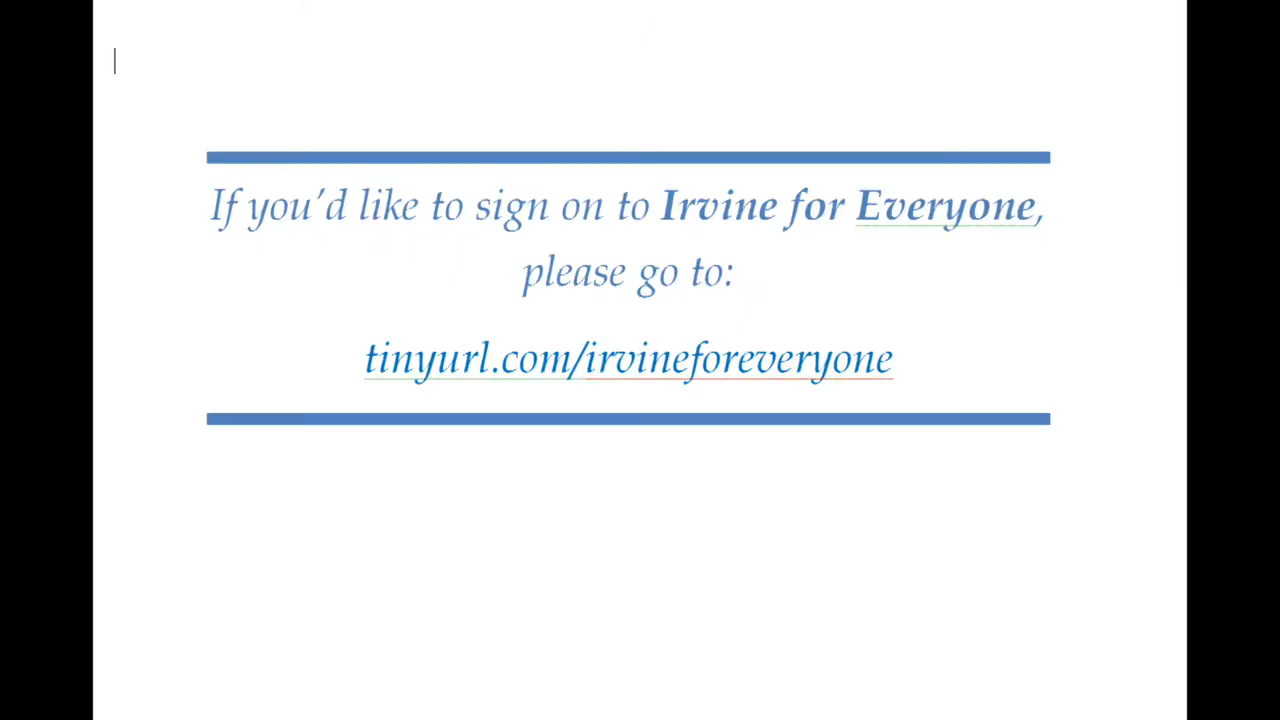 If you’d like to sign on to Irvine for Everyone,
please go to:
tinyurl.com/irvineforeveryone